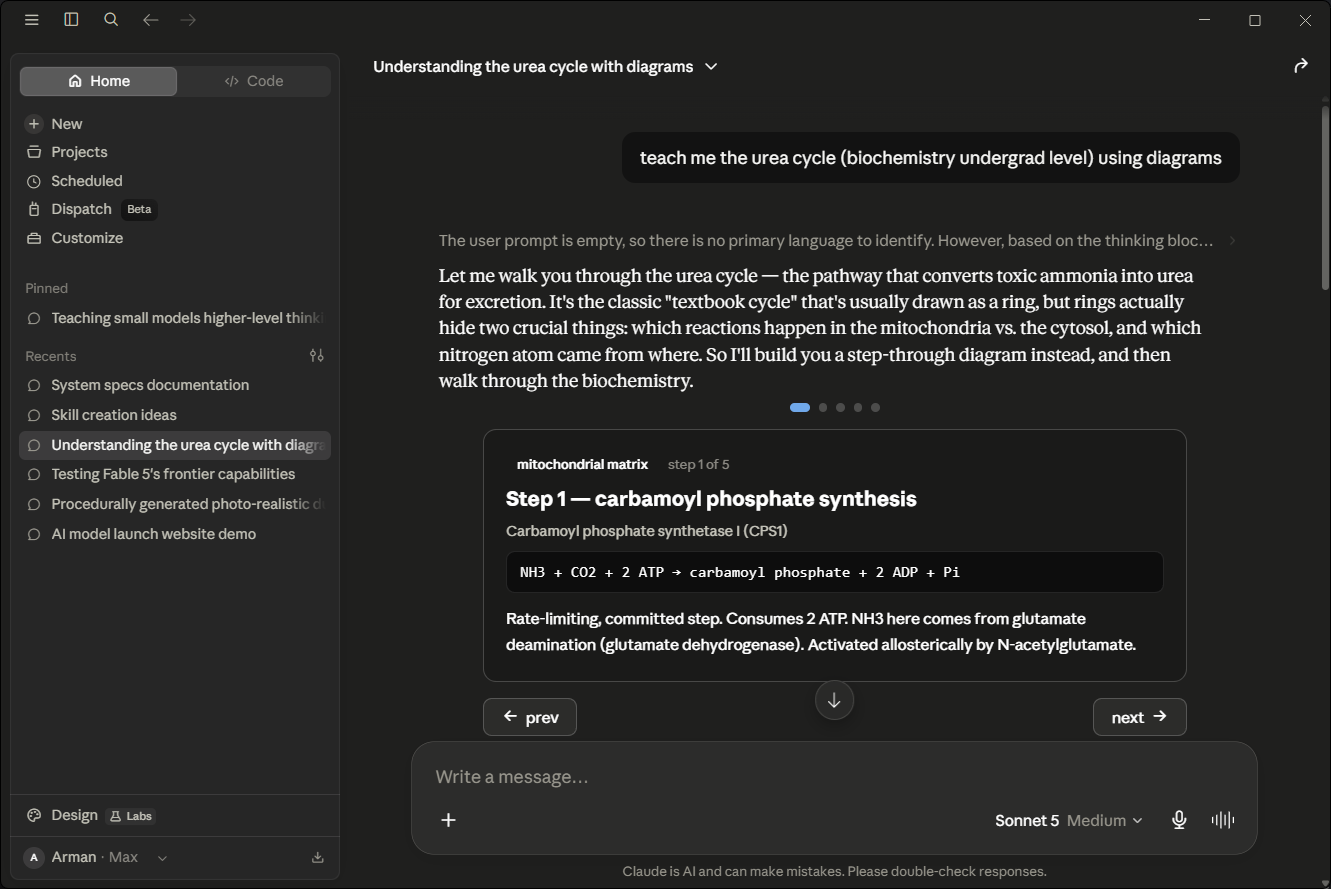 Home
Code
New
Projects
Scheduled
Dispatch Beta
Customize
Pinned
Teaching small models higher-level think
Recents
System specs documentation
Skill creation ideas
Understanding the urea cycle with diagra
Testing Fable 5's frontier capabilities
Procedurally generated photo-realistic d
AI model launch website demo
Design Labs
A Arman · Max
Understanding the urea cycle with diagrams
teach me the urea cycle (biochemistry undergrad level) using diagrams
The user prompt is empty, so there is no primary language to identify. However, based on the thinking bloc…
Let me walk you through the urea cycle — the pathway that converts toxic ammonia into urea
for excretion. It's the classic "textbook cycle" that's usually drawn as a ring, but rings actually
hide two crucial things: which reactions happen in the mitochondria vs. the cytosol, and which
nitrogen atom came from where. So I'll build you a step-through diagram instead, and then
walk through the biochemistry.
mitochondrial matrix step 1 of 5
Step 1 — carbamoyl phosphate synthesis
Carbamoyl phosphate synthetase I (CPS1)
NH3 + CO2 + 2 ATP → carbamoyl phosphate + 2 ADP + Pi
Rate-limiting, committed step. Consumes 2 ATP. NH3 here comes from glutamate
deamination (glutamate dehydrogenase). Activated allosterically by N-acetylglutamate.
← prev
next →
Write a message…
Sonnet 5 Medium
Claude is AI and can make mistakes. Please double-check responses.